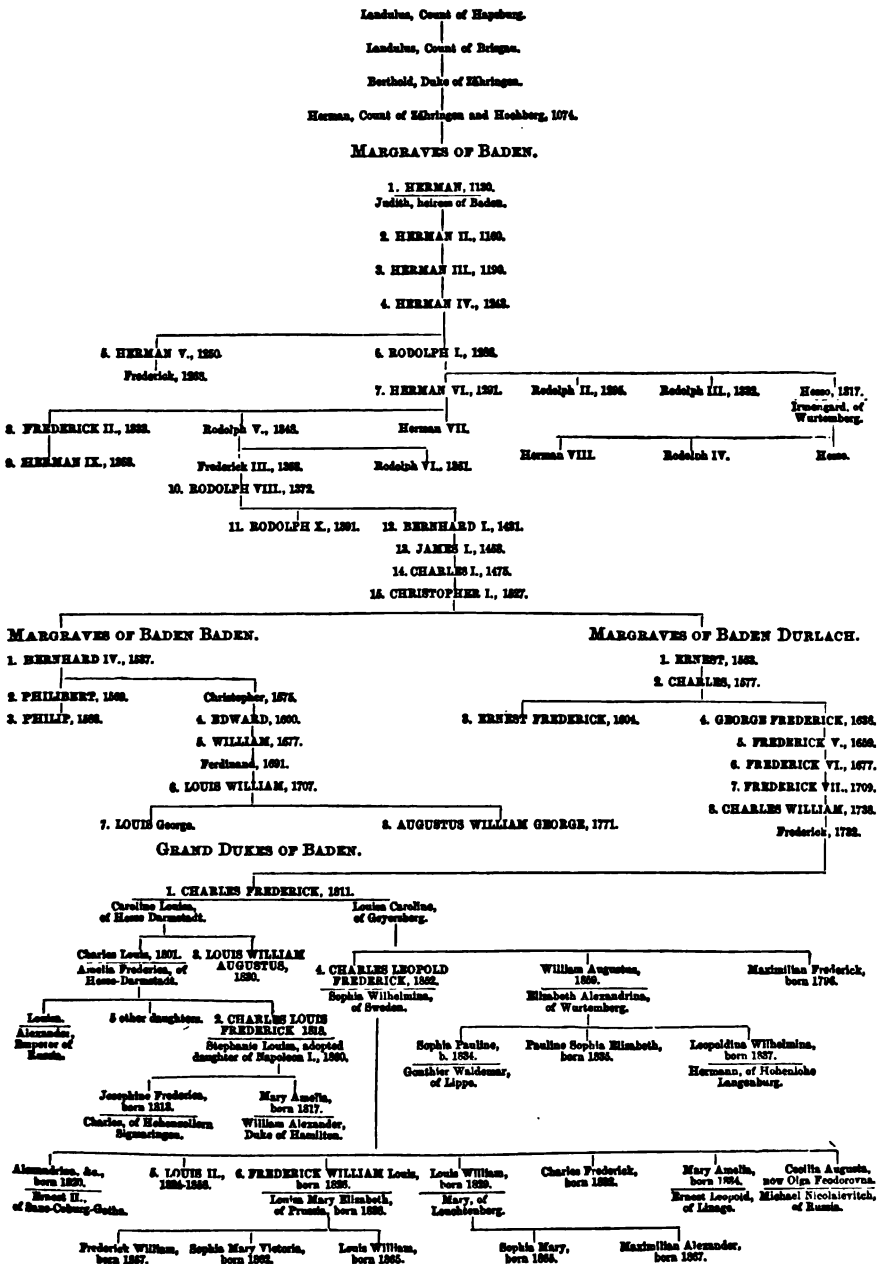 Landulus, Count of Hapsburg.
Landulus, Count of Brisgau.
Berthold, Duke of Zähringen.
Herman, Count of Zähringen and Hochberg, 1074.
MARGRAVES OF BADEN.
1. HERMAN, 1130.
Judith, heiress of Baden.
2. HERMAN II., 1160.
3. HERMAN III., 1190.
4. HERMAN IV., 1243.
5. HERMAN V., 1250.
6. RODOLPH I., 1288.
Frederick, 1268.
7. HERMAN VI., 1291.
Rodolph II., 1295.
Rodolph III., 1332.
Hesso, 1317.
Irmengard, of
Wurtemberg.
8. FREDERICK II., 1333.
Rodolph V., 1348.
Herman VII.
9. HERMAN IX., 1353.
Frederick III., 1353.
Rodolph VI., 1361.
Herman VIII.
Rodolph IV.
Hesso.
10. RODOLPH VIII., 1372.
11. RODOLPH X., 1391.
12. BERNHARD I., 1431.
13. JAMES I., 1453.
14. CHARLES I., 1475.
15. CHRISTOPHER I., 1527.
MARGRAVES OF BADEN BADEN.
MARGRAVES OF BADEN DURLACH.
1. BERNHARD IV., 1537.
1. ERNEST, 1553.
2. CHARLES, 1577.
2. PHILIBERT, 1569.
Christopher, 1575.
3. PHILIP, 1588.
4. EDWARD, 1600.
3. ERNEST FREDERICK, 1604.
4. GEORGE FREDERICK, 1638.
5. WILLIAM, 1677.
5. FREDERICK V., 1659.
Ferdinand, 1691.
6. FREDERICK VI., 1677.
6. LOUIS WILLIAM, 1707.
7. FREDERICK VII., 1709.
8. CHARLES WILLIAM, 1738.
7. LOUIS George.
8. AUGUSTUS WILLIAM GEORGE, 1771.
Frederick, 1732.
GRAND DUKES OF BADEN.
1. CHARLES FREDERICK, 1811.
Caroline Louisa,
of Hesse Darmstadt.
Louisa Caroline,
of Geyersberg.
Charles Louis, 1801.
Amelia Frederica, of
Hesse-Darmstadt.
3. LOUIS WILLIAM
AUGUSTUS,
1830.
4. CHARLES LEOPOLD
FREDERICK, 1852.
Sophia Wilhelmina,
of Sweden.
William Augustus,
1859.
Elizabeth Alexandrina,
of Wurtemberg.
Maximilian Frederick,
born 1796.
Louisa.
Alexander,
Emperor of
Russia.
5 other daughters.
2. CHARLES LOUIS
FREDERICK 1818.
Stephanie Louisa, adopted
daughter of Napoleon I., 1860.
Sophia Pauline,
b. 1834.
Gonthier Waldemar,
of Lippe.
Pauline Sophia Elizabeth,
born 1835.
Leopoldina Wilhelmina,
born 1837.
Hermann, of Hohenlohe
Langenburg.
Josephine Frederica,
born 1813.
Charles, of Hohenzollern
Sigmaringen.
Mary Amelia,
born 1817.
William Alexander,
Duke of Hamilton.
Alexandrina, &c.,
born 1820.
Ernest II.,
of Saxe-Coburg-Gotha.
5. LOUIS II.,
1824-1858.
6. FREDERICK WILLIAM Louis,
born 1826.
Louisa Mary Elizabeth,
of Prussia, born 1838.
Louis William,
born 1829.
Mary, of
Leuchtenberg.
Charles Frederick,
born 1832.
Mary Amelia,
born 1834.
Ernest Leopold,
of Linage.
Cecilia Augusta,
now Olga Feodorovna.
Michael Nicolaievitch,
of Russia.
Frederick William,
born 1857.
Sophia Mary Victoria,
born 1862.
Louis William,
born 1865.
Sophia Mary,
born 1865.
Maximilian Alexander,
born 1867.